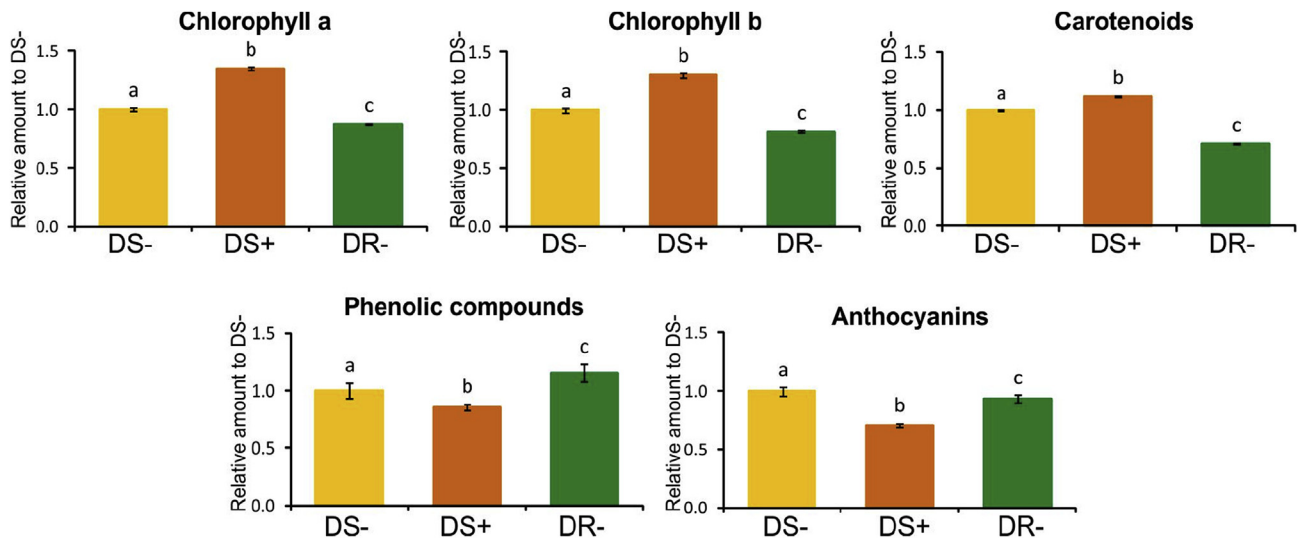 Chlorophyll a
Relative amount to DS-
1.5
1.0
0.5
0.0
a
b
c
DS-
DS+
DR-
Chlorophyll b
Relative amount to DS-
1.5
1.0
0.5
0.0
a
b
c
DS-
DS+
DR-
Carotenoids
Relative amount to DS-
1.5
1.0
0.5
0.0
a
b
c
DS-
DS+
DR-
Phenolic compounds
Relative amount to DS-
1.5
1.0
0.5
0.0
a
b
c
DS-
DS+
DR-
Anthocyanins
Relative amount to DS-
1.5
1.0
0.5
0.0
a
b
c
DS-
DS+
DR-